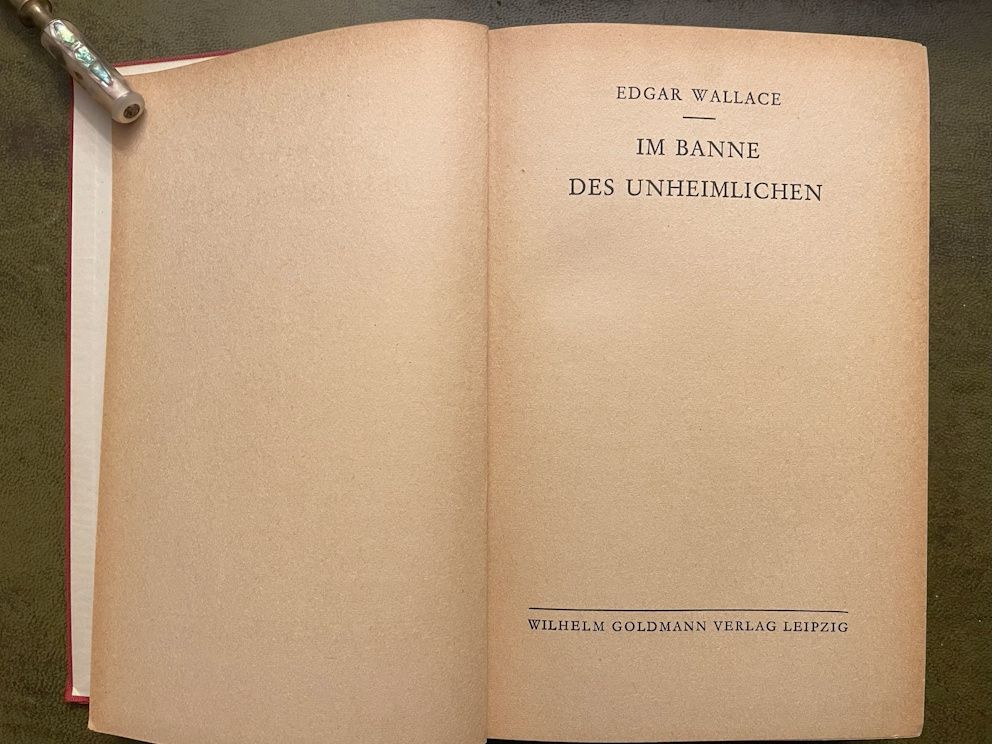 EDGAR WALLACE
IM BANNE
DES UNHEIMLICHEN
WILHELM GOLDMANN VERLAG LEIPZIG